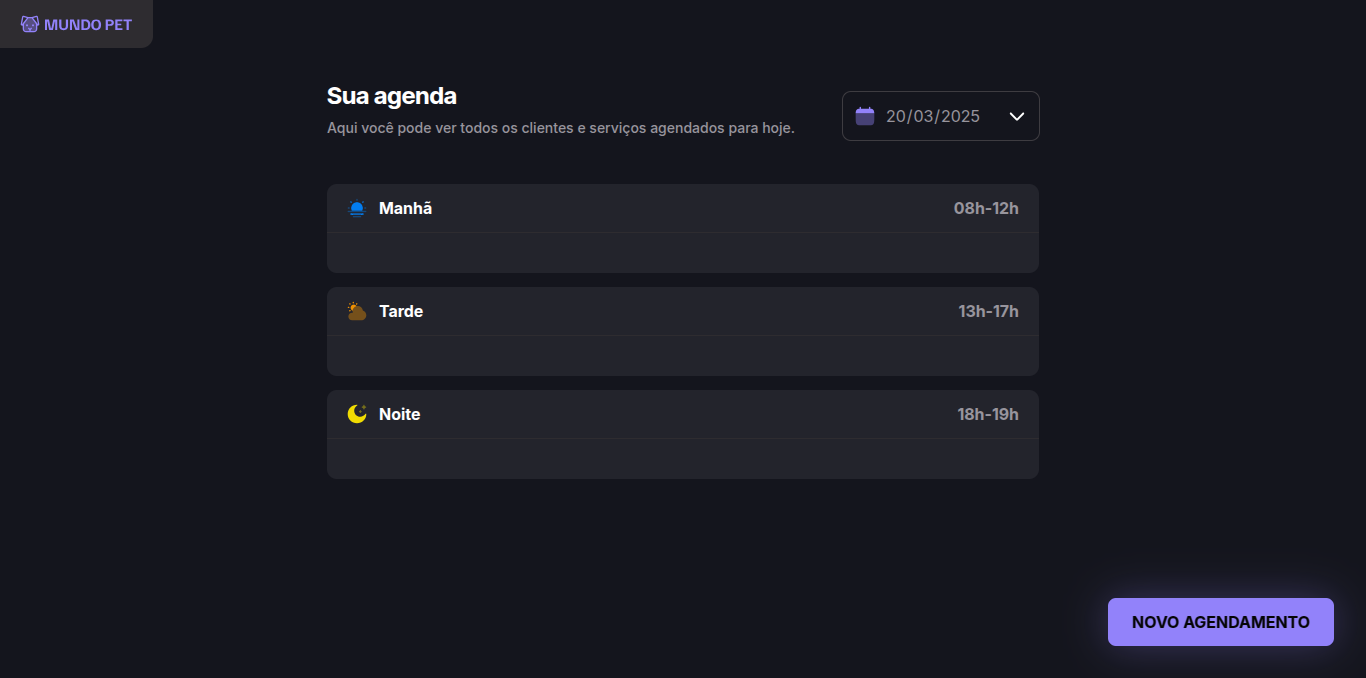 MUNDO PET
Sua agenda
Aqui você pode ver todos os clientes e serviços agendados para hoje.
20/03/2025
Manhã 08h-12h
Tarde 13h-17h
Noite 18h-19h
NOVO AGENDAMENTO